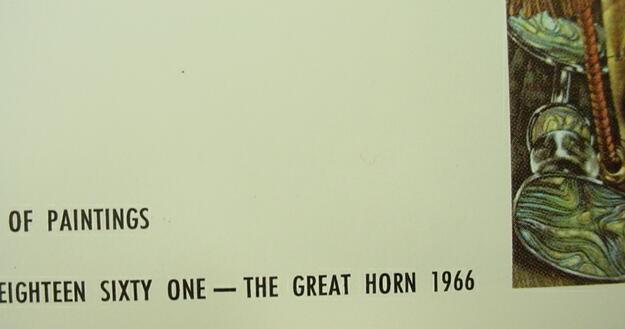 OF PAINTINGS
EIGHTEEN SIXTY ONE — THE GREAT HORN 1966